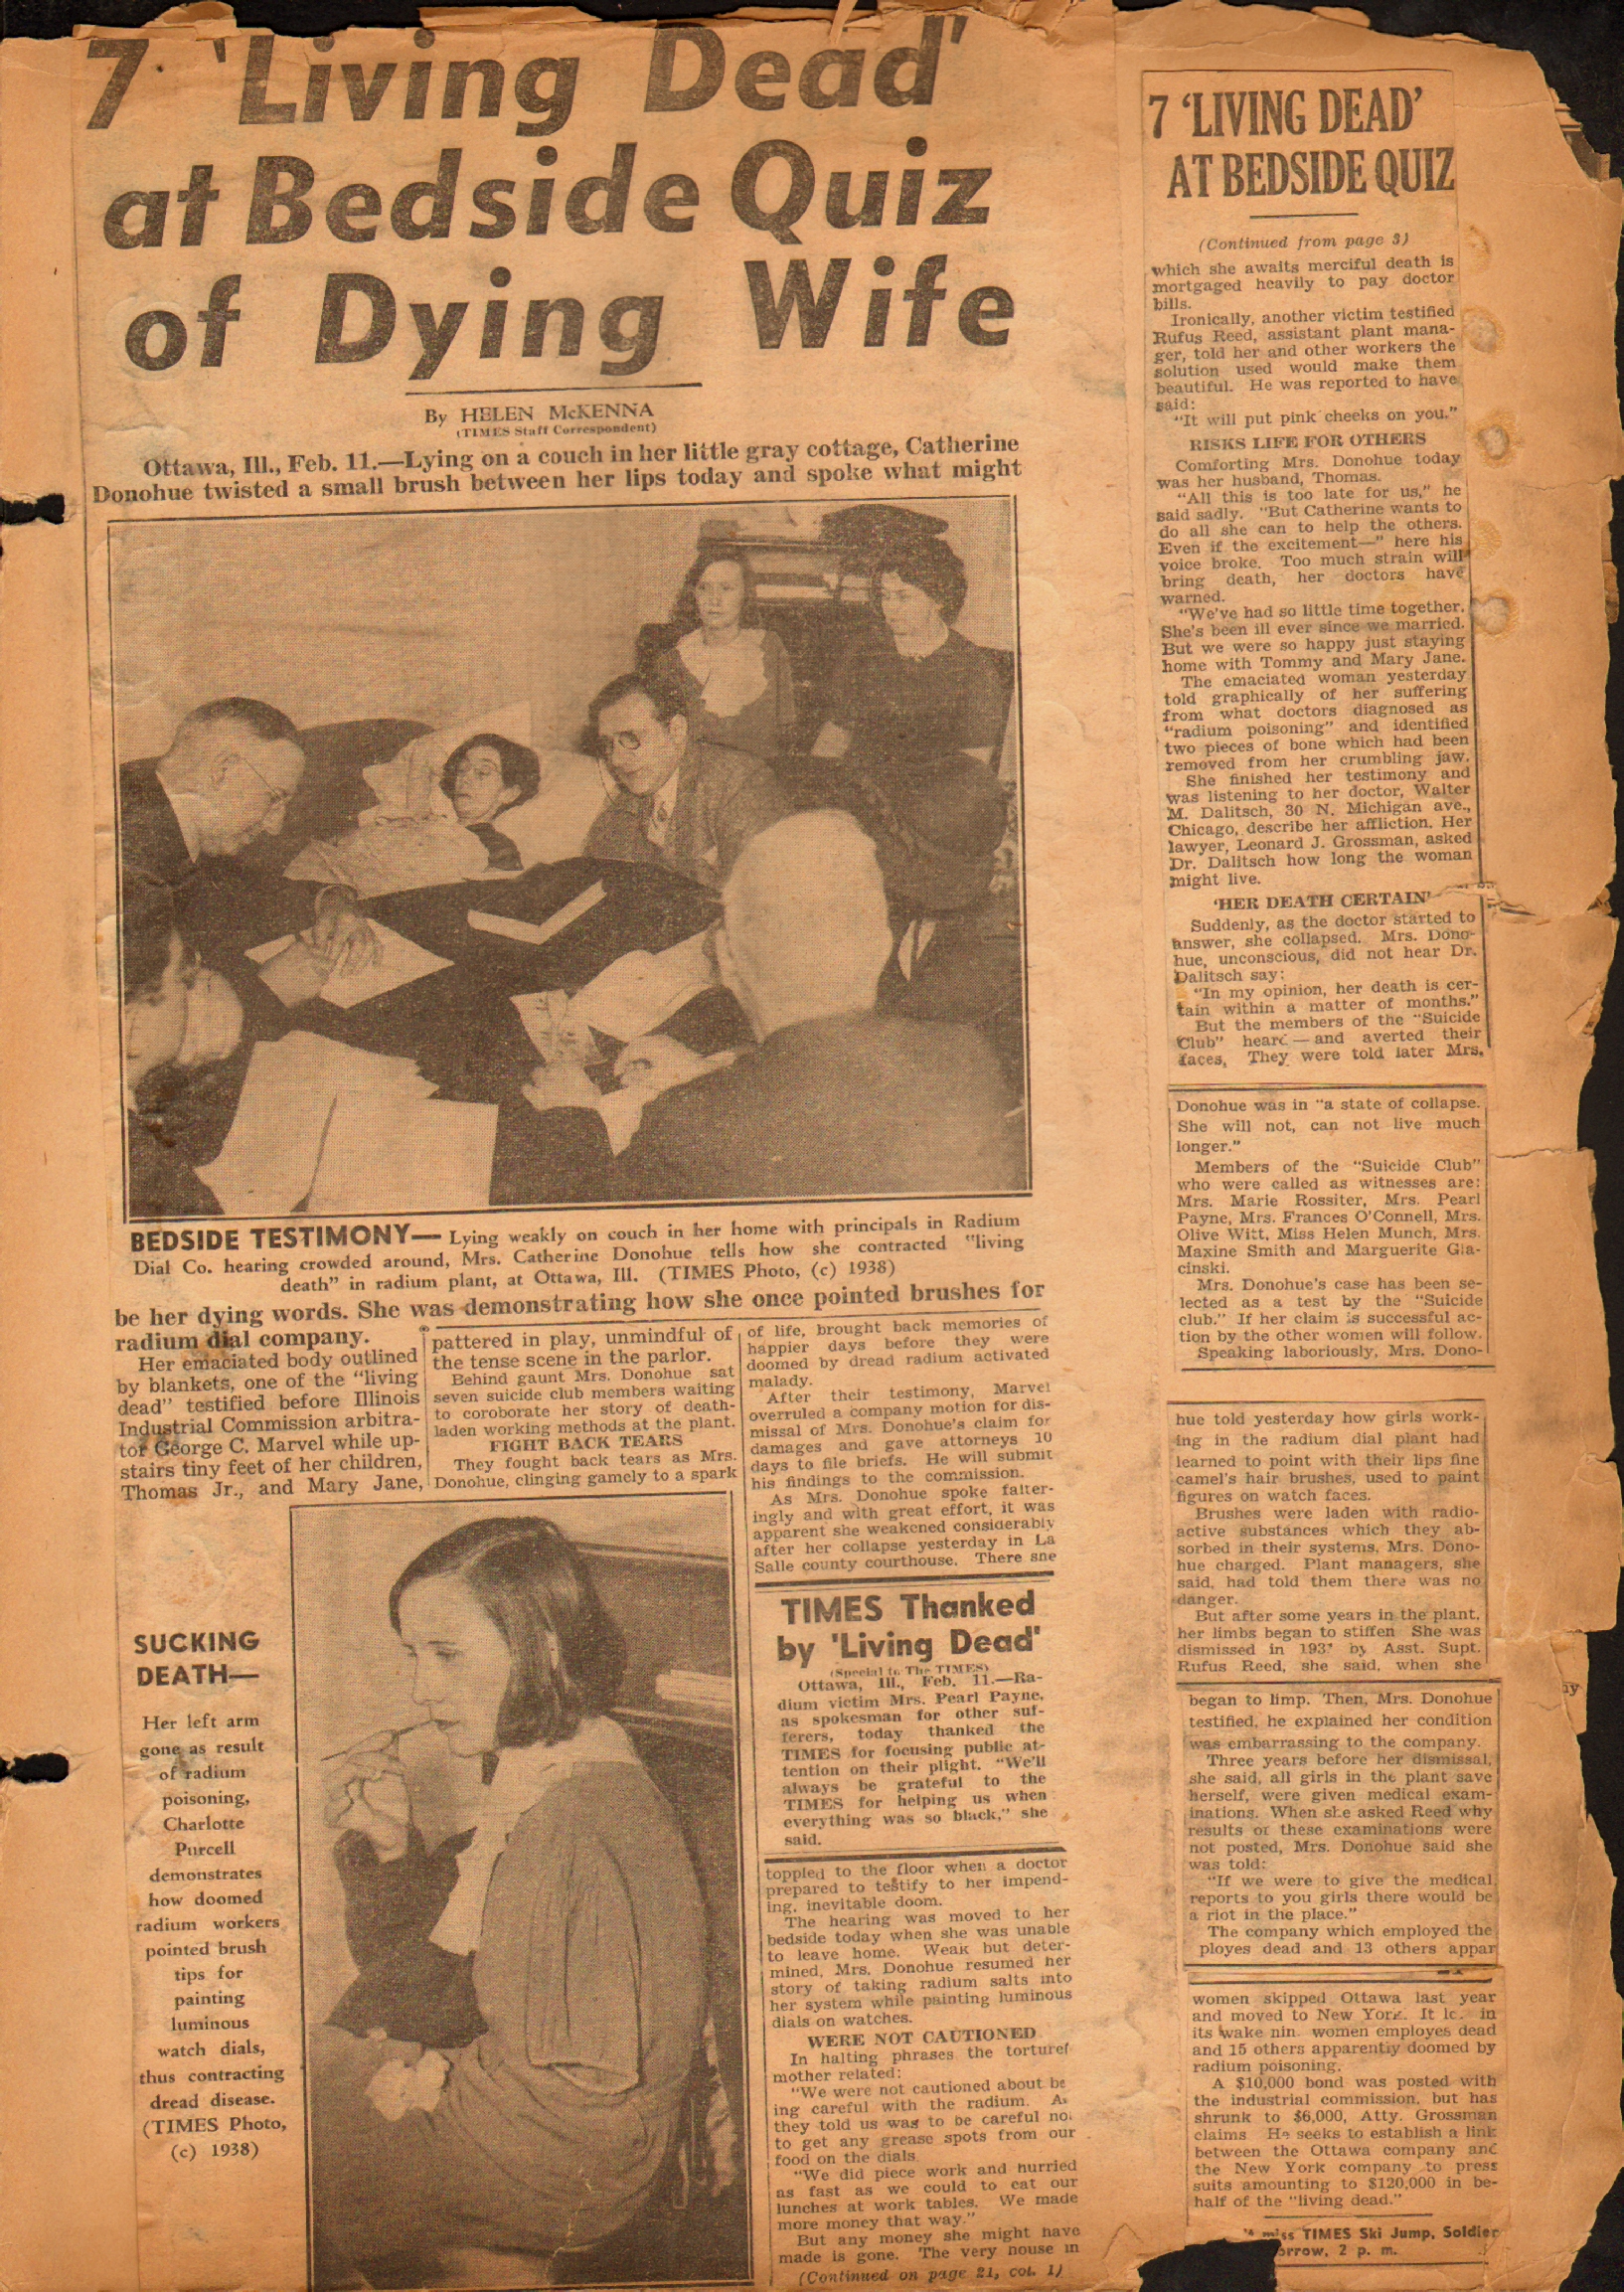 7 'Living Dead'
at Bedside Quiz
of Dying Wife
By HELEN McKENNA
(TIMES Staff Correspondent)
Ottawa, Ill., Feb. 11.—Lying on a couch in her little gray cottage, Catherine
Donohue twisted a small brush between her lips today and spoke what might
BEDSIDE TESTIMONY— Lying weakly on couch in her home with principals in Radium
Dial Co. hearing crowded around, Mrs. Catherine Donohue tells how she contracted "living
death" in radium plant, at Ottawa, Ill. (TIMES Photo, (c) 1938)
be her dying words. She was demonstrating how she once pointed brushes for
radium dial company.
Her emaciated body outlined
by blankets, one of the "living
dead" testified before Illinois
Industrial Commission arbitra-
tor George C. Marvel while up-
stairs tiny feet of her children,
Thomas Jr., and Mary Jane,
pattered in play, unmindful of
the tense scene in the parlor.
Behind gaunt Mrs. Donohue sat
seven suicide club members waiting
to coroborate her story of death-
laden working methods at the plant.
FIGHT BACK TEARS
They fought back tears as Mrs.
Donohue, clinging gamely to a spark
of life, brought back memories of
happier days before they were
doomed by dread radium activated
malady.
After their testimony, Marvel
overruled a company motion for dis-
missal of Mrs. Donohue's claim for
damages and gave attorneys 10
days to file briefs. He will submit
his findings to the commission.
As Mrs. Donohue spoke falter-
ingly and with great effort, it was
apparent she weakened considerably
after her collapse yesterday in La
Salle county courthouse. There she
SUCKING
DEATH—
Her left arm
gone as result
of radium
poisoning,
Charlotte
Purcell
demonstrates
how doomed
radium workers
pointed brush
tips for
painting
luminous
watch dials,
thus contracting
dread disease.
(TIMES Photo,
(c) 1938)
TIMES Thanked
by 'Living Dead'
(Special to The TIMES)
Ottawa, Ill., Feb. 11.—Ra-
dium victim Mrs. Pearl Payne,
as spokesman for other suf-
ferers, today thanked the
TIMES for focusing public at-
tention on their plight. "We'll
always be grateful to the
TIMES for helping us when
everything was so black," she
said.
toppled to the floor when a doctor
prepared to testify to her impend-
ing, inevitable doom.
The hearing was moved to her
bedside today when she was unable
to leave home. Weak but deter-
mined, Mrs. Donohue resumed her
story of taking radium salts into
her system while painting luminous
dials on watches.
WERE NOT CAUTIONED
In halting phrases the torture
mother related:
"We were not cautioned about be
ing careful with the radium. A
they told us was to be careful no
to get any grease spots from our
food on the dials.
"We did piece work and hurried
as fast as we could to eat our
lunches at work tables. We made
more money that way."
But any money she might have
made is gone. The very house in
(Continued on page 21, col. 1)
7 'LIVING DEAD'
AT BEDSIDE QUIZ
(Continued from page 3)
which she awaits merciful death is
mortgaged heavily to pay doctor
bills.
Ironically, another victim testified
Rufus Reed, assistant plant mana-
ger, told her and other workers the
solution used would make them
beautiful. He was reported to have
said:
"It will put pink cheeks on you."
RISKS LIFE FOR OTHERS
Comforting Mrs. Donohue today
was her husband, Thomas.
"All this is too late for us," he
said sadly. "But Catherine wants to
do all she can to help the others.
Even if the excitement—" here his
voice broke. Too much strain will
bring death, her doctors have
warned.
"We've had so little time together.
She's been ill ever since we married.
But we were so happy just staying
home with Tommy and Mary Jane.
The emaciated woman yesterday
told graphically of her suffering
from what doctors diagnosed as
"radium poisoning" and identified
two pieces of bone which had been
removed from her crumbling jaw.
She finished her testimony and
was listening to her doctor, Walter
M. Dalitsch, 30 N. Michigan ave.,
Chicago, describe her affliction. Her
lawyer, Leonard J. Grossman, asked
Dr. Dalitsch how long the woman
might live.
'HER DEATH CERTAIN'
Suddenly, as the doctor started to
answer, she collapsed. Mrs. Dono-
hue, unconscious, did not hear Dr.
Dalitsch say:
"In my opinion, her death is cer-
tain within a matter of months."
But the members of the "Suicide
Club" heard—and averted their
faces. They were told later Mrs.
Donohue was in "a state of collapse.
She will not, can not live much
longer."
Members of the "Suicide Club"
who were called as witnesses are:
Mrs. Marie Rossiter, Mrs. Pearl
Payne, Mrs. Frances O'Connell, Mrs.
Olive Witt, Miss Helen Munch, Mrs.
Maxine Smith and Marguerite Gla-
cinski.
Mrs. Donohue's case has been se-
lected as a test by the "Suicide
club." If her claim is successful ac-
tion by the other women will follow.
Speaking laboriously, Mrs. Dono-
hue told yesterday how girls work-
ing in the radium dial plant had
learned to point with their lips fine
camel's hair brushes, used to paint
figures on watch faces.
Brushes were laden with radio-
active substances which they ab-
sorbed in their systems, Mrs. Dono-
hue charged. Plant managers, she
said, had told them there was no
danger.
But after some years in the plant,
her limbs began to stiffen She was
dismissed in 193 by Asst. Supt.
Rufus Reed, she said, when she
began to limp. Then, Mrs. Donohue
testified, he explained her condition
was embarrassing to the company.
Three years before her dismissal,
she said, all girls in the plant save
herself, were given medical exam-
inations. When she asked Reed why
results of these examinations were
not posted, Mrs. Donohue said she
was told:
"If we were to give the medical
reports to you girls there would be
a riot in the place."
The company which employed the
ployes dead and 13 others appar
women skipped Ottawa last year
and moved to New York. It in
its wake women employes dead
and 15 others apparently doomed by
radium poisoning.
A $10,000 bond was posted with
the industrial commission, but has
shrunk to $6,000, Atty. Grossman
claims He seeks to establish a link
between the Ottawa company and
the New York company to press
suits amounting to $120,000 in be-
half of the "living dead."
miss TIMES Ski Jump, Soldier
orrow, 2 p. m.